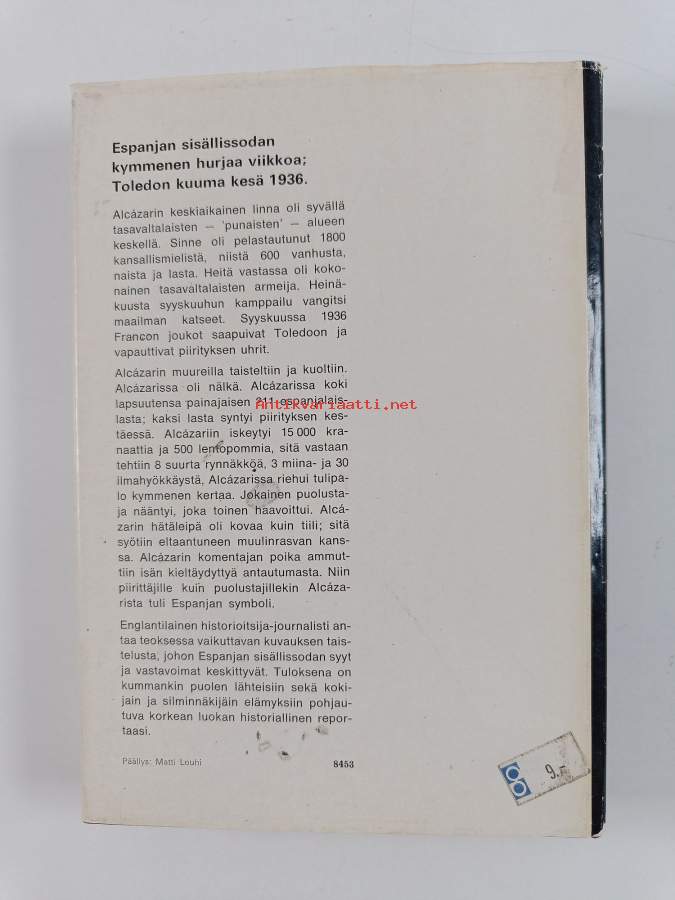 Espanjan sisällissodan
kymmenen hurjaa viikkoa;
Toledon kuuma kesä 1936.
Alcázarin keskiaikainen linna oli syvällä
tasavaltalaisten — 'punaisten' — alueen
keskellä. Sinne oli pelastautunut 1800
kansallismielistä, niistä 600 vanhusta,
naista ja lasta. Heitä vastassa oli koko-
nainen tasavaltalaisten armeija. Heinä-
kuusta syyskuuhun kamppailu vangitsi
maailman katseet. Syyskuussa 1936
Francon joukot saapuivat Toledoon ja
vapauttivat piirityksen uhrit.
Alcázarin muureilla taisteltiin ja kuoltiin.
Alcázarissa oli nälkä. Alcázarissa koki
lapsuutensa painajaisen 211 espanjalais-
lasta; kaksi lasta syntyi piirityksen kes-
täessä. Alcázariin iskeytyi 15 000 kra-
naattia ja 500 lentopommia, sitä vastaan
tehtiin 8 suurta rynnäkköä, 3 miina- ja 30
ilmahyökkäystä, Alcázarissa riehui tulipa-
lo kymmenen kertaa. Jokainen puolusta-
ja nääntyi, joka toinen haavoittui. Alcá-
zarin hätäleipä oli kovaa kuin tiili; sitä
syötiin eltaantuneen muulinrasvan kans-
sa. Alcázarin komentajan poika ammut-
tiin isän kieltäydyttyä antautumasta. Niin
piirittäjille kuin puolustajillekin Alcáza-
rista tuli Espanjan symboli.
Englantilainen historioitsija-journalisti an-
taa teoksessa vaikuttavan kuvauksen tais-
telusta, johon Espanjan sisällissodan syyt
ja vastavoimat keskittyvät. Tuloksena on
kummankin puolen lähteisiin sekä koki-
jain ja silminnäkijäin elämyksiin pohjau-
tuva korkean luokan historiallinen repor-
taasi.
Päällys: Matti Louhi 8453
9.-
Antikvariaatti.net